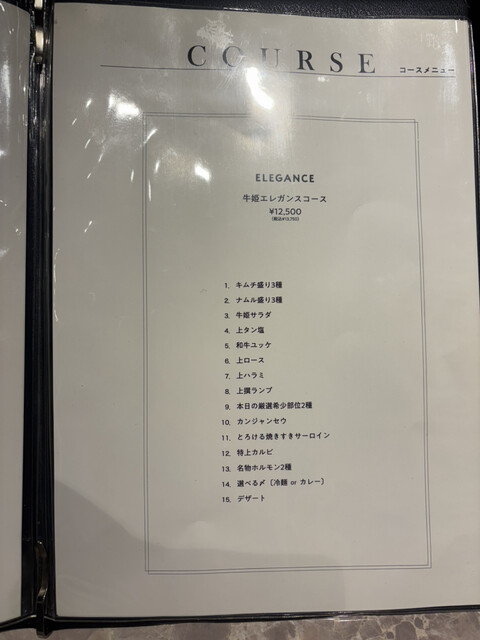 COURSE
コースメニュー
ELEGANCE
牛姫エレガンスコース
¥12,500
(税込¥13,750)
1. キムチ盛り3種
2. ナムル盛り3種
3. 牛姫サラダ
4. 上タン塩
5. 和牛ユッケ
6. 上ロース
7. 上ハラミ
8. 上撰ランプ
9. 本日の厳選希少部位2種
10. カンジャンセウ
11. とろける焼きすきサーロイン
12. 特上カルビ
13. 名物ホルモン2種
14. 選べる〆〔冷麺 or カレー〕
15. デザート